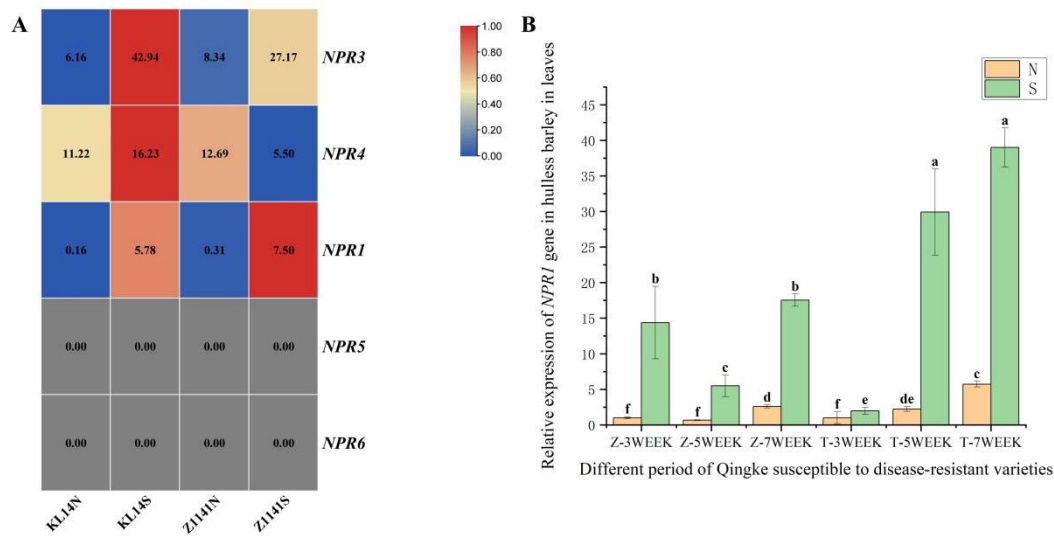 A
6.16 42.94 8.34 27.17 NPR3
11.22 16.23 12.69 5.50 NPR4
0.16 5.78 0.31 7.50 NPR1
0.00 0.00 0.00 0.00 NPR5
0.00 0.00 0.00 0.00 NPR6
KL14N KL14S Z1141N Z1141S
1.00
0.80
0.60
0.40
0.20
0.00
B
N
S
Relative expression of NPR1 gene in hulless barley in leaves
45
40
35
30
25
20
15
10
5
0
f b f c d b f e de a c a
Z-3WEEK Z-5WEEK Z-7WEEK T-3WEEK T-5WEEK T-7WEEK
Different period of Qingke susceptible to disease-resistant varieties